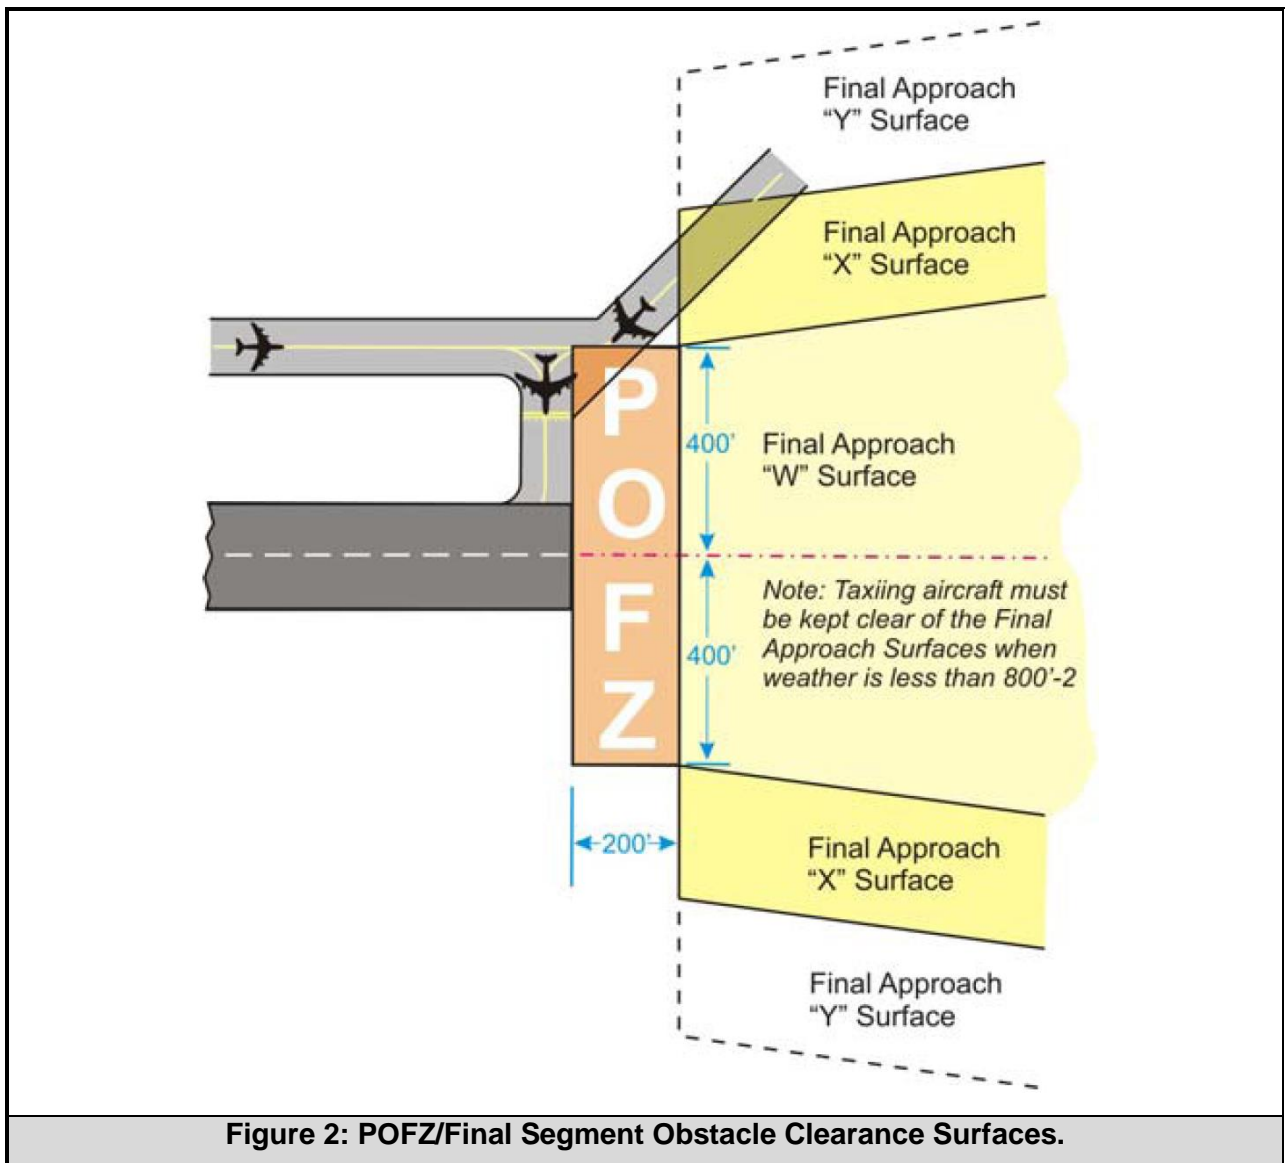 Final Approach
“Y” Surface
Final Approach
“X” Surface
P
O
F
Z
400’
Final Approach
“W” Surface
Note: Taxiing aircraft must
be kept clear of the Final
Approach Surfaces when
weather is less than 800’-2
400’
200’
Final Approach
“X” Surface
Final Approach
“Y” Surface
Figure 2: POFZ/Final Segment Obstacle Clearance Surfaces.